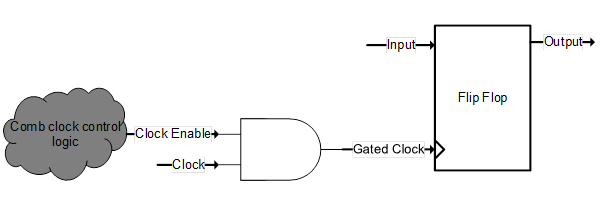 Input
Output
Flip Flop
Comb clock control
logic
Clock Enable
Clock
Gated Clock